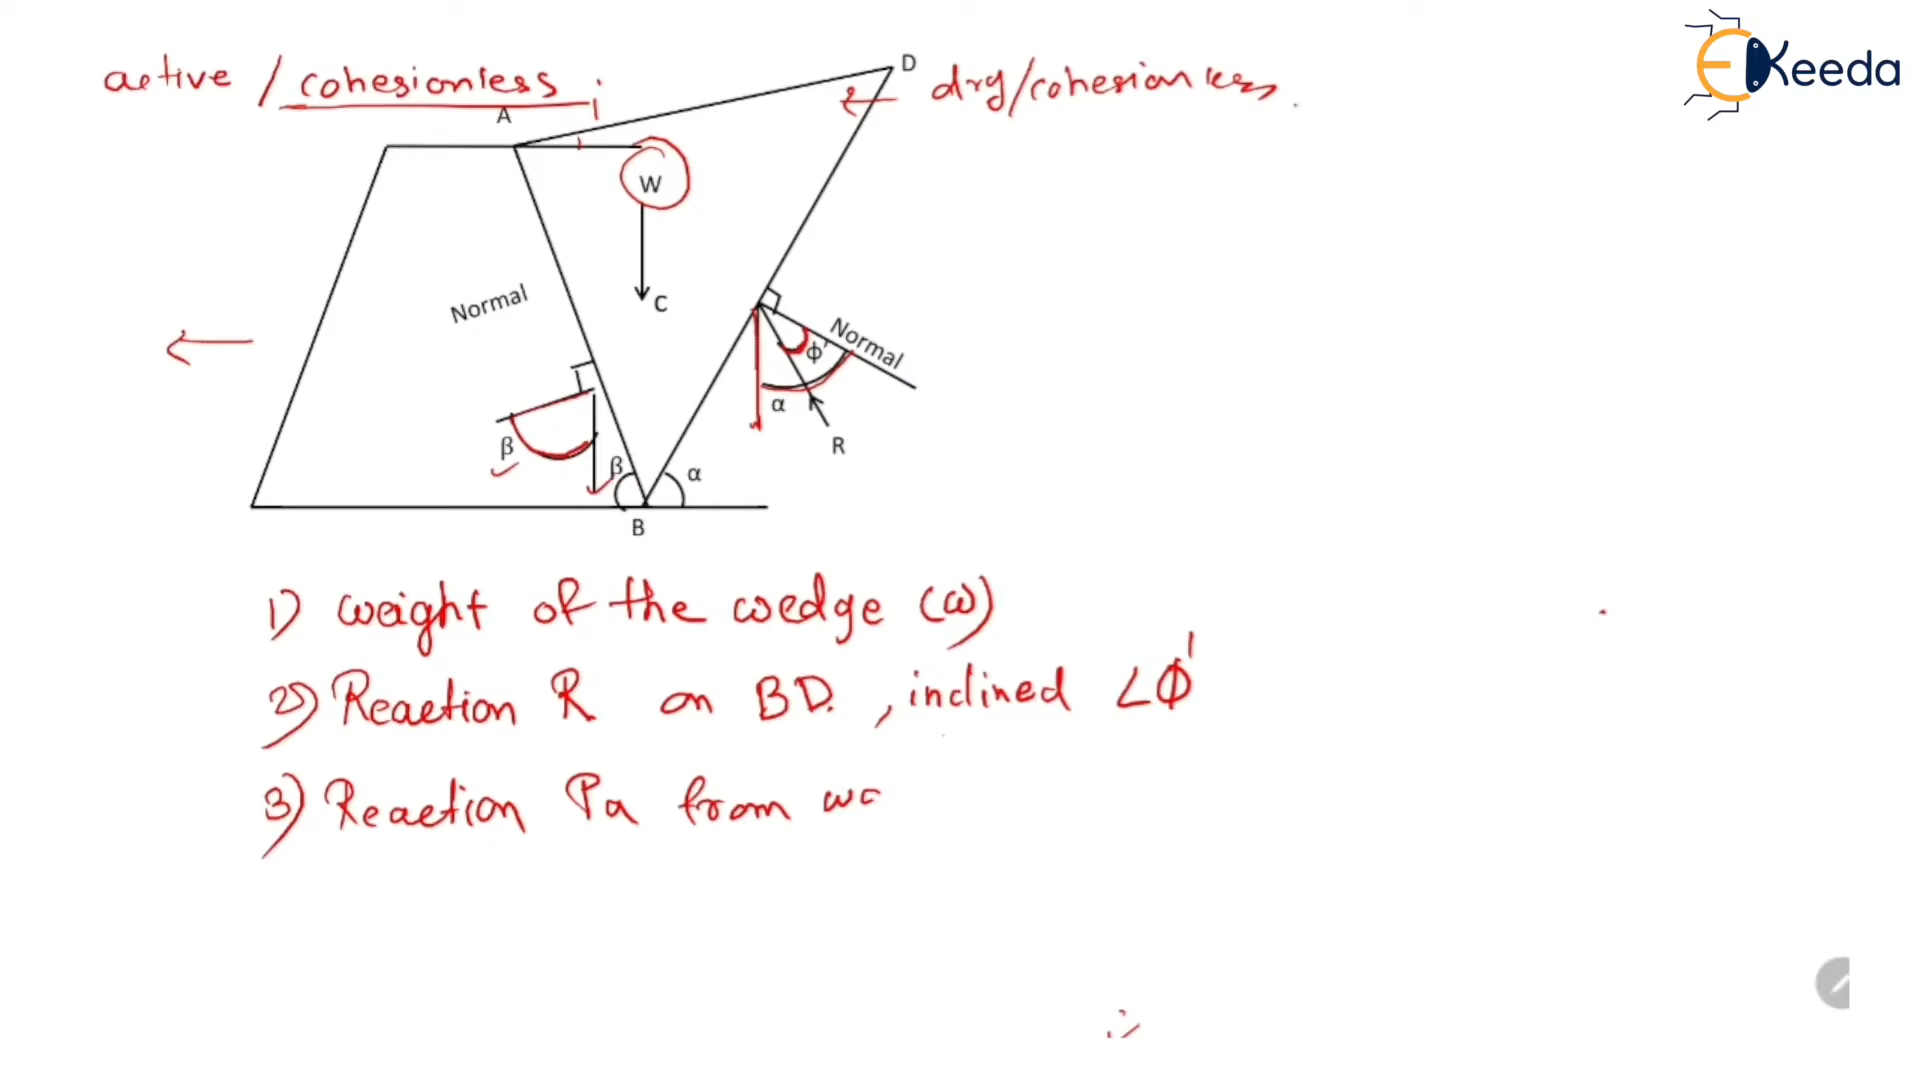 active / cohesionless
i
dry/cohesionless.
Keeda
A
D
W
C
Normal
Normal
ϕ'
α
R
β
β
α
B
1) weight of the wedge (W)
2) Reaction R on BD. , inclined ∠ϕ'
3) Reaction Pa from wa